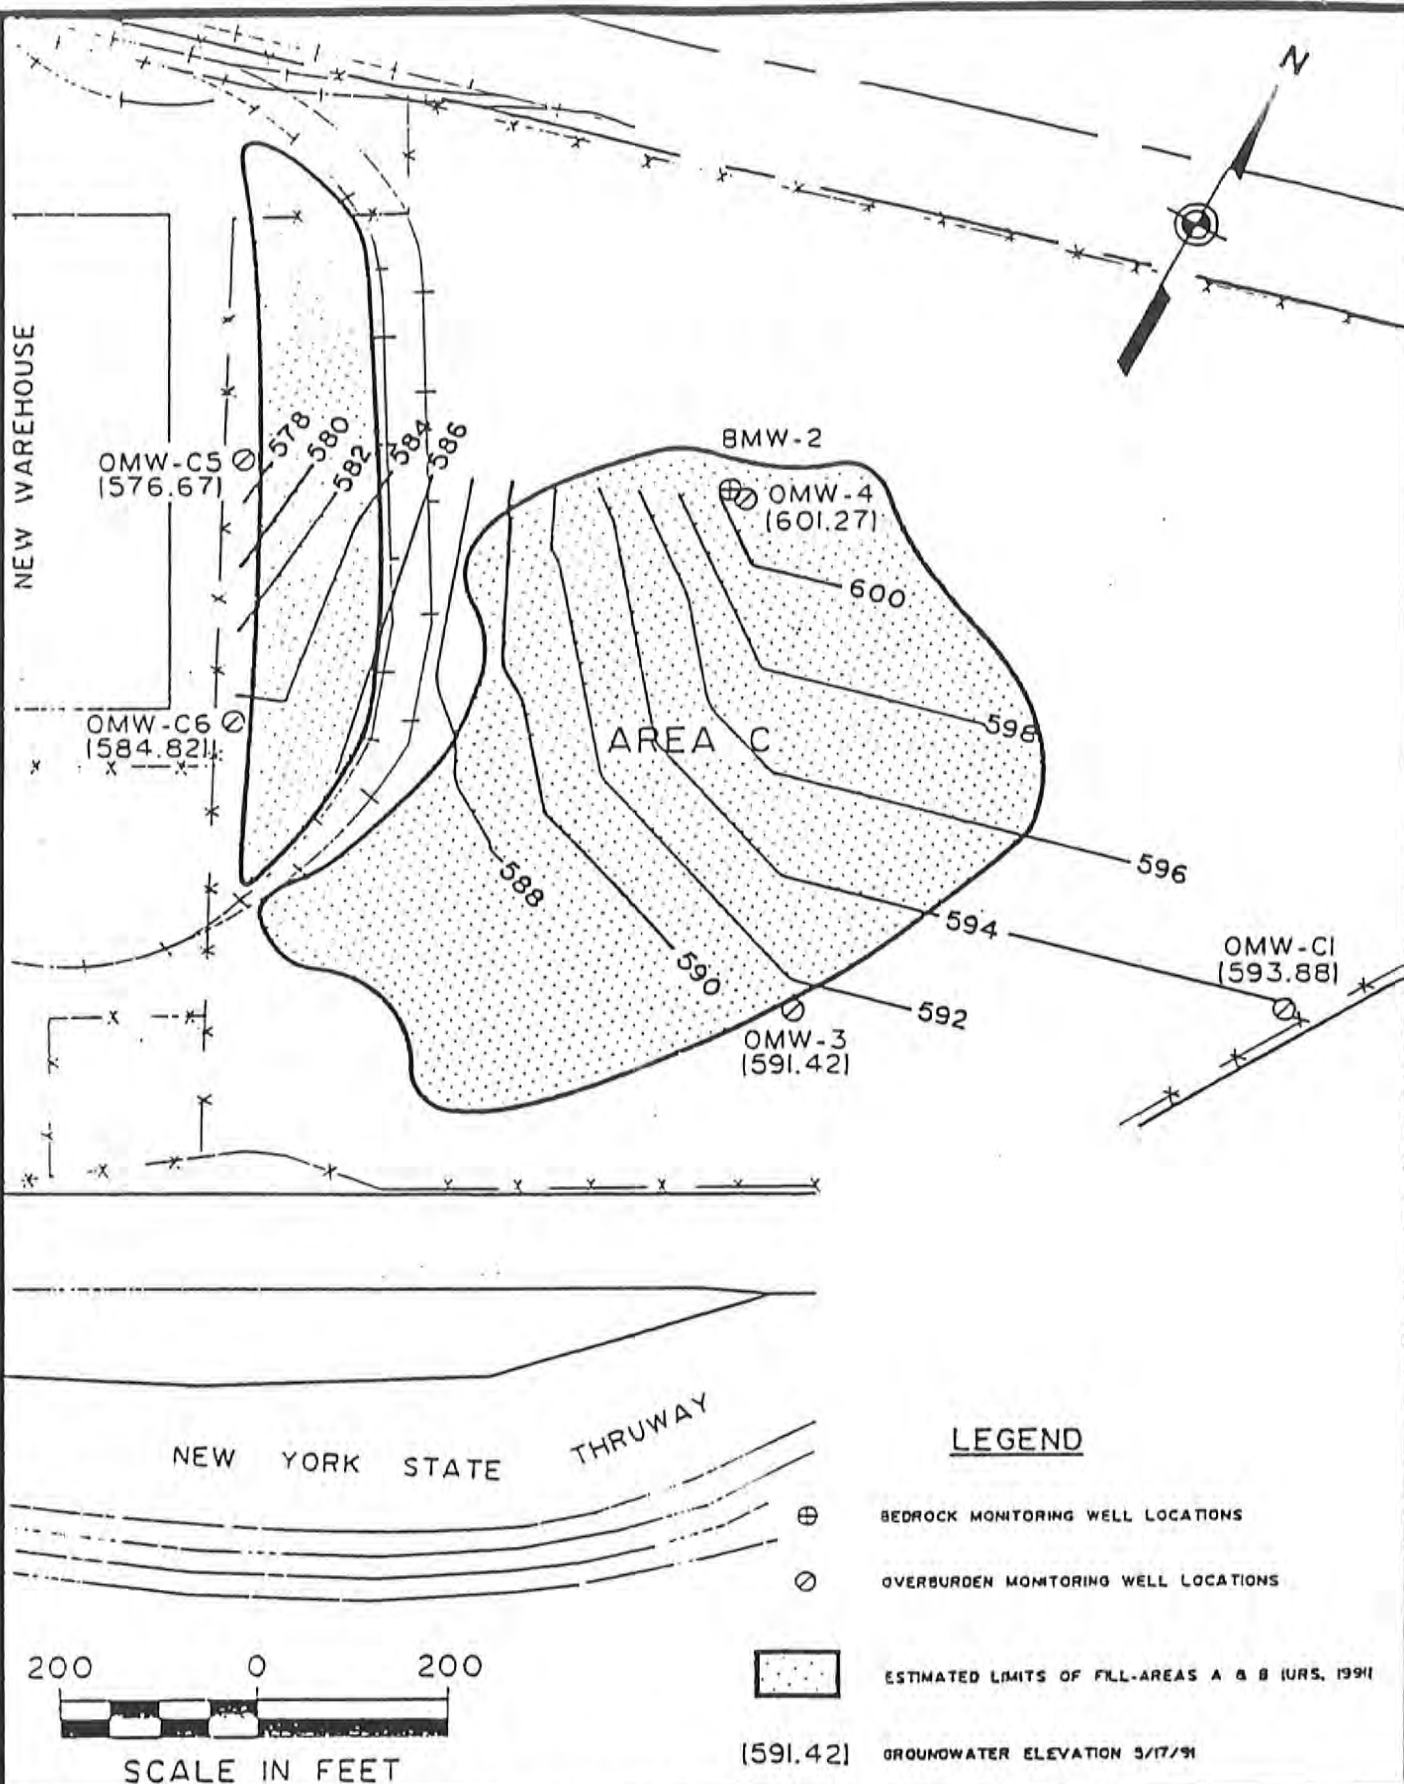 N
NEW WAREHOUSE
578
580
582
584
586
OMW-C5
(576.67)
BMW-2
OMW-4
(601.27)
600
OMW-C6
(584.82)
598
AREA C
596
588
594
OMW-C1
(593.88)
590
592
OMW-3
(591.42)
NEW YORK STATE THRUWAY
LEGEND
BEDROCK MONITORING WELL LOCATIONS
OVERBURDEN MONITORING WELL LOCATIONS
200 0 200
ESTIMATED LIMITS OF FILL-AREAS A & B (URS, 1991)
SCALE IN FEET
(591.42) GROUNDWATER ELEVATION 5/17/91